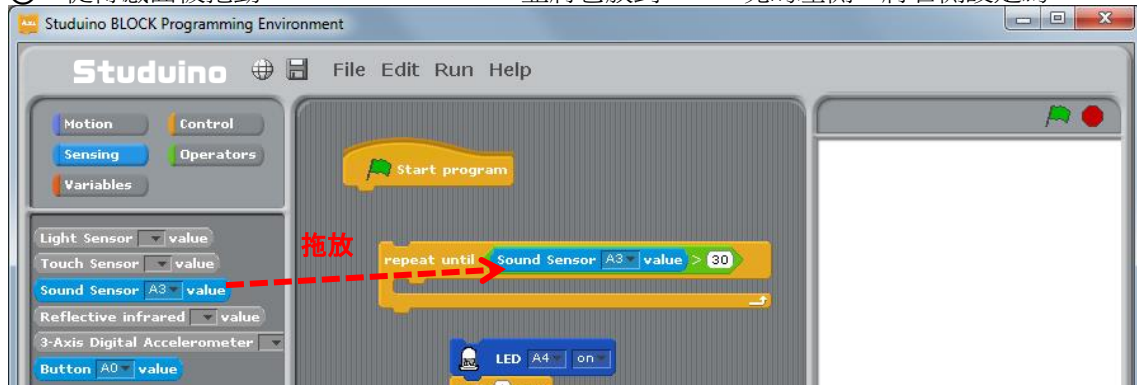 Studuino BLOCK Programming Environment
Studuino File Edit Run Help
Motion Control
Sensing Operators
Variables
Start program
Light Sensor value
拖放
Touch Sensor value
repeat until Sound Sensor A3 value > 30
Sound Sensor A3 value
Reflective infrared value
3-Axis Digital Accelerometer
LED A4 on
Button A0 value